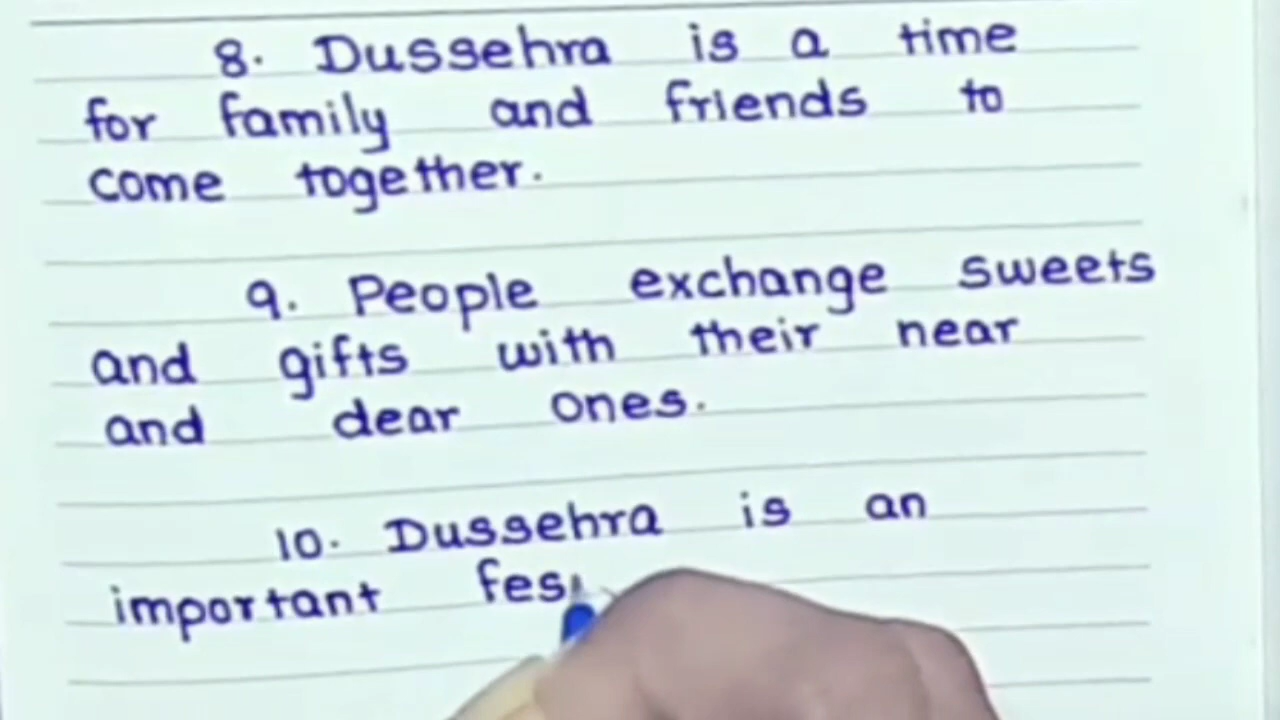 8. Dussehra is a time
for family and friends to
come together.
9. People exchange sweets
and gifts with their near
and dear ones.
10. Dussehra is an
important fes